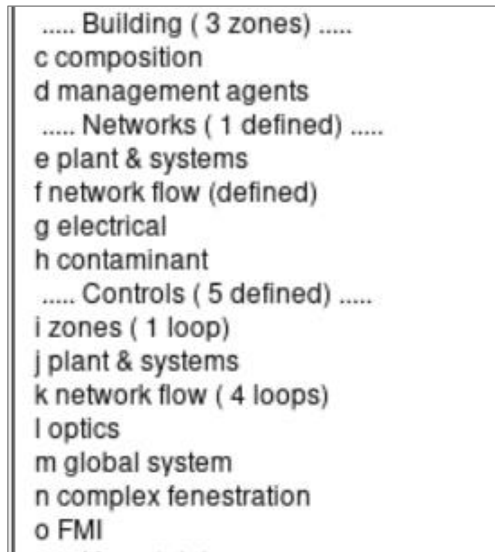 ..... Building ( 3 zones) .....
c composition
d management agents
..... Networks ( 1 defined) .....
e plant & systems
f network flow (defined)
g electrical
h contaminant
..... Controls ( 5 defined) .....
i zones ( 1 loop)
j plant & systems
k network flow ( 4 loops)
l optics
m global system
n complex fenestration
o FMI